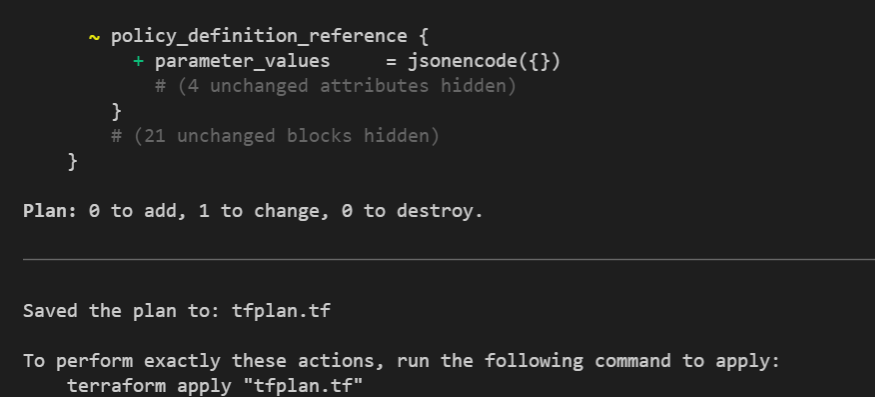 ~ policy_definition_reference {
+ parameter_values     = jsonencode({})
# (4 unchanged attributes hidden)
}
# (21 unchanged blocks hidden)
}
Plan: 0 to add, 1 to change, 0 to destroy.
Saved the plan to: tfplan.tf
To perform exactly these actions, run the following command to apply:
terraform apply "tfplan.tf"